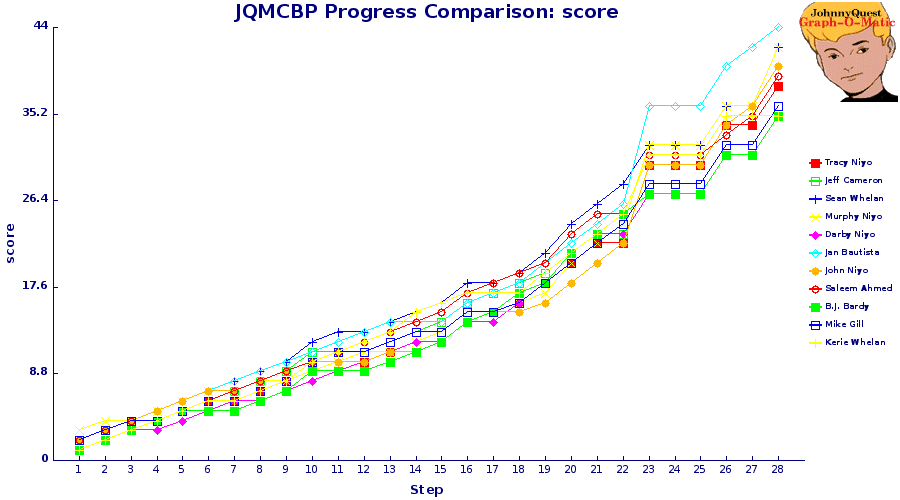 JQMCBP Progress Comparison: score
JohnnyQuest
Graph-O-Matic
44
35.2
26.4
17.6
8.8
0
score
1 2 3 4 5 6 7 8 9 10 11 12 13 14 15 16 17 18 19 20 21 22 23 24 25 26 27 28
Step
Tracy Niyo
Jeff Cameron
Sean Whelan
Murphy Niyo
Darby Niyo
Jan Bautista
John Niyo
Saleem Ahmed
B.J. Bardy
Mike Gill
Kerie Whelan